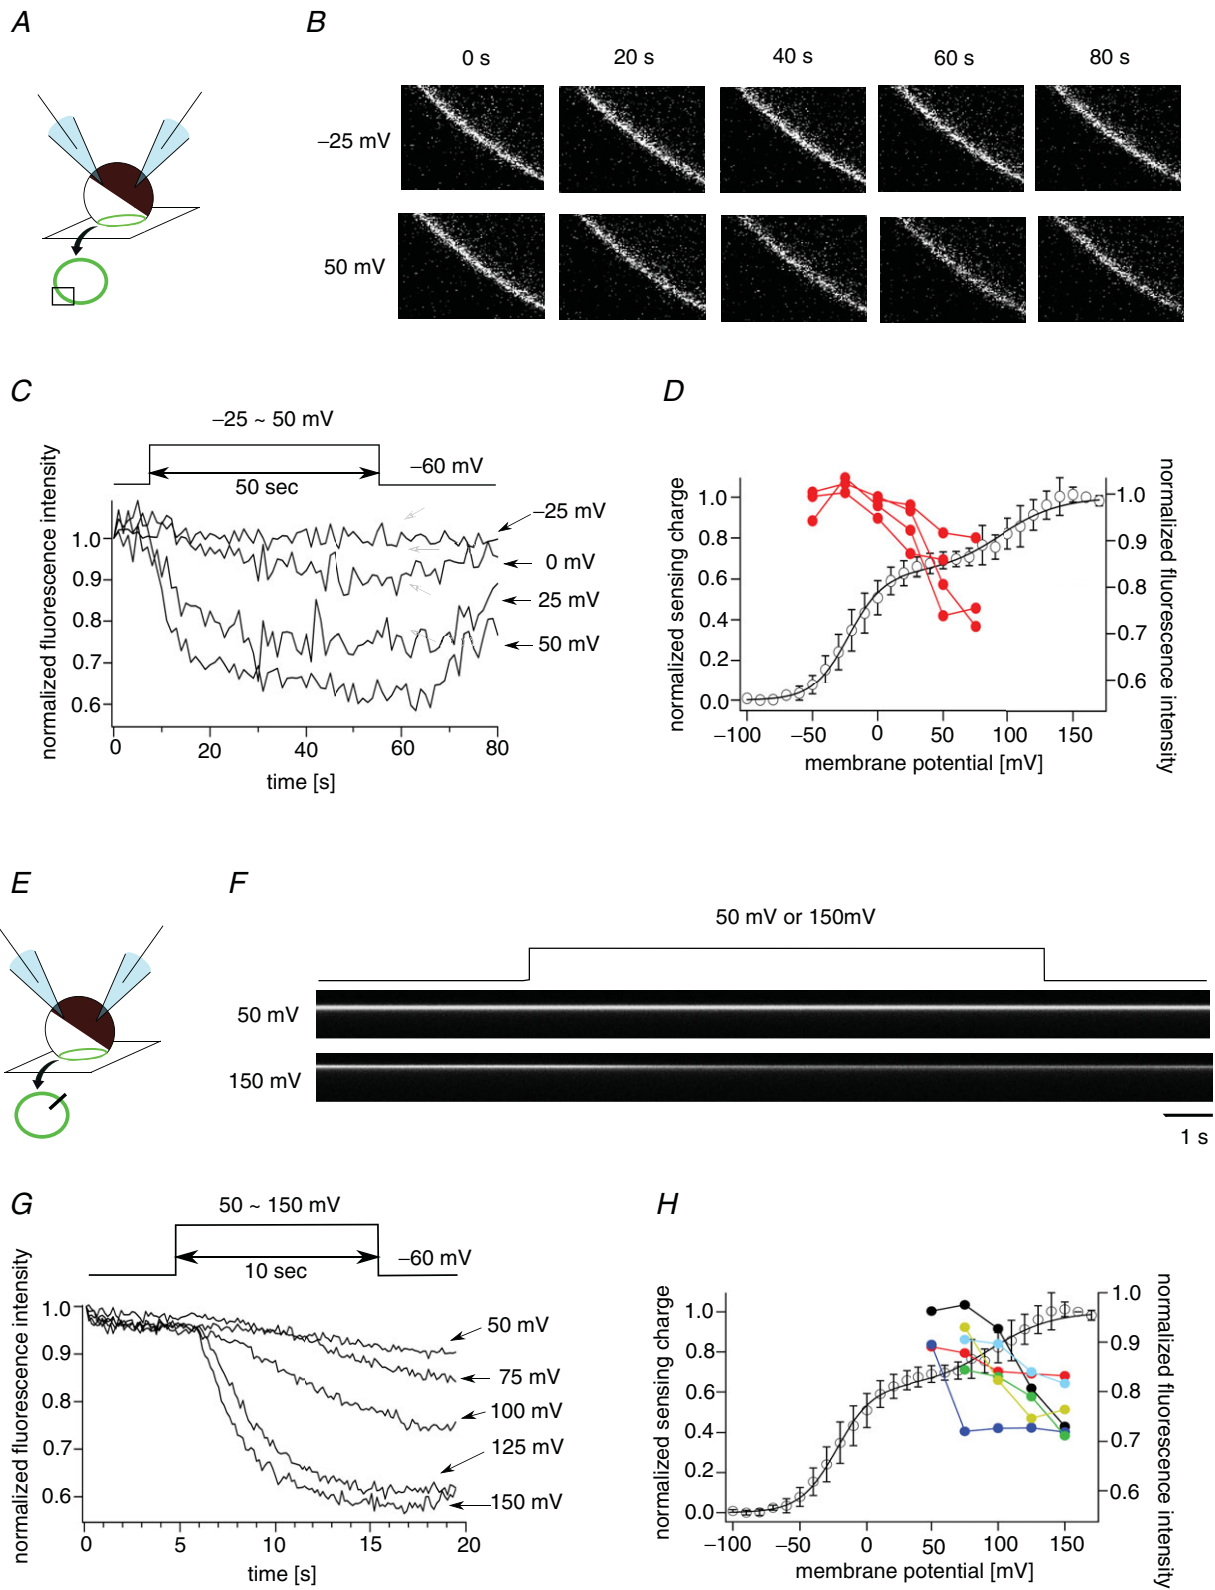 A
B
0 s 20 s 40 s 60 s 80 s
−25 mV
50 mV
C
−25 ~ 50 mV
50 sec
−60 mV
normalized fluorescence intensity
1.0
0.9
0.8
0.7
0.6
0 20 40 60 80
time [s]
−25 mV
0 mV
25 mV
50 mV
D
normalized sensing charge
1.0
0.8
0.6
0.4
0.2
0.0
−100 −50 0 50 100 150
membrane potential [mV]
1.0
0.9
0.8
0.7
0.6
normalized fluorescence intensity
E
F
50 mV or 150mV
50 mV
150 mV
1 s
G
50 ~ 150 mV
10 sec
−60 mV
normalized fluorescence intensity
1.0
0.9
0.8
0.7
0.6
0 5 10 15 20
time [s]
50 mV
75 mV
100 mV
125 mV
150 mV
H
normalized sensing charge
1.0
0.8
0.6
0.4
0.2
0.0
−100 −50 0 50 100 150
membrane potential [mV]
1.0
0.9
0.8
0.7
0.6
normalized fluorescence intensity